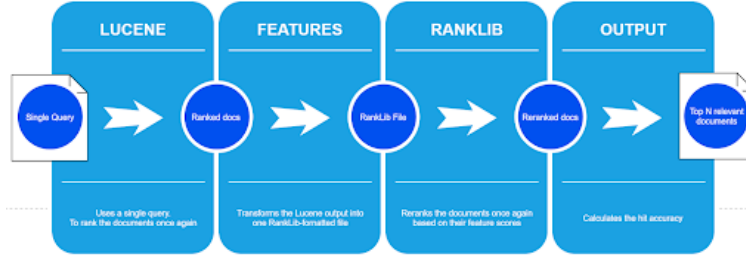 LUCENE
FEATURES
RANKLIB
OUTPUT
Single Query
Ranked docs
RankLib File
Reranked docs
Top N relevant
documents
Uses a single query.
To rank the documents once again
Transforms the Lucene output into
one RankLib-fomatted file
Reranks the documents once again
based on their feature scores
Calculates the hit accuracy